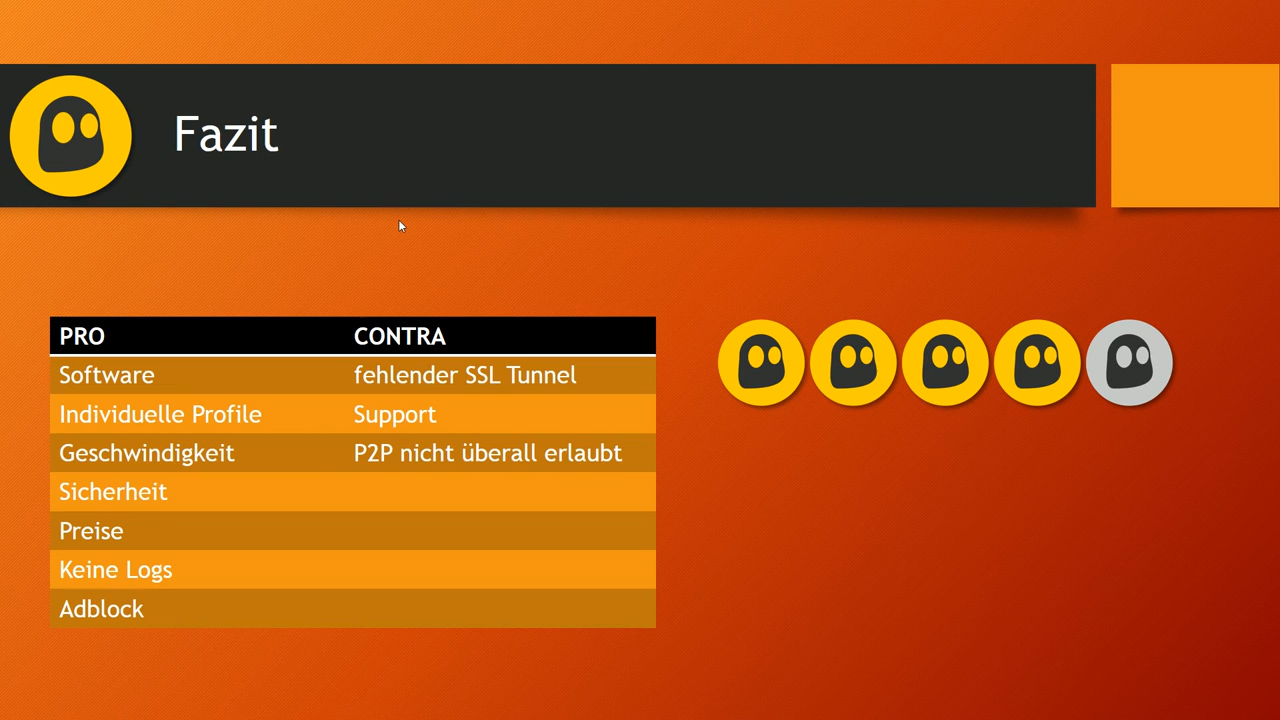 Fazit
PRO CONTRA
Software fehlender SSL Tunnel
Individuelle Profile Support
Geschwindigkeit P2P nicht überall erlaubt
Sicherheit
Preise
Keine Logs
Adblock